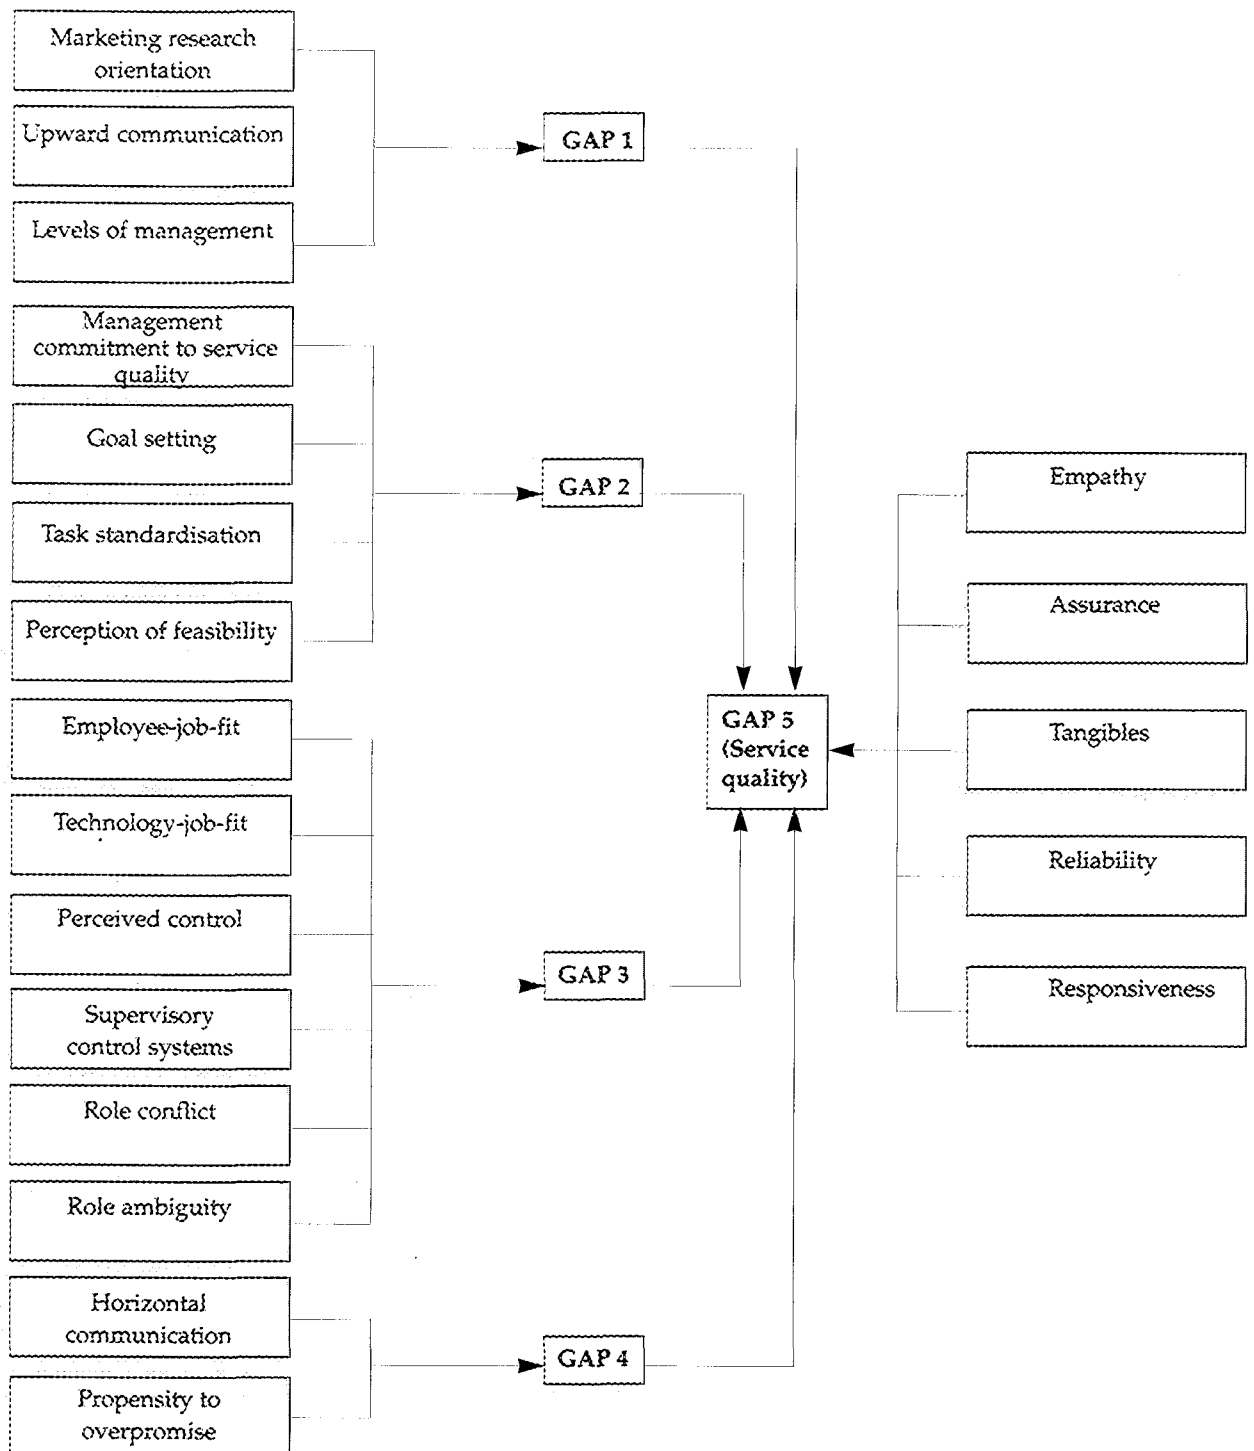 Marketing research
orientation
Upward communication
Levels of management
GAP 1
Management
commitment to service
quality
Goal setting
Task standardisation
Perception of feasibility
GAP 2
Employee-job-fit
Technology-job-fit
Perceived control
Supervisory
control systems
Role conflict
Role ambiguity
GAP 3
Horizontal
communication
Propensity to
overpromise
GAP 4
GAP 5
(Service
quality)
Empathy
Assurance
Tangibles
Reliability
Responsiveness